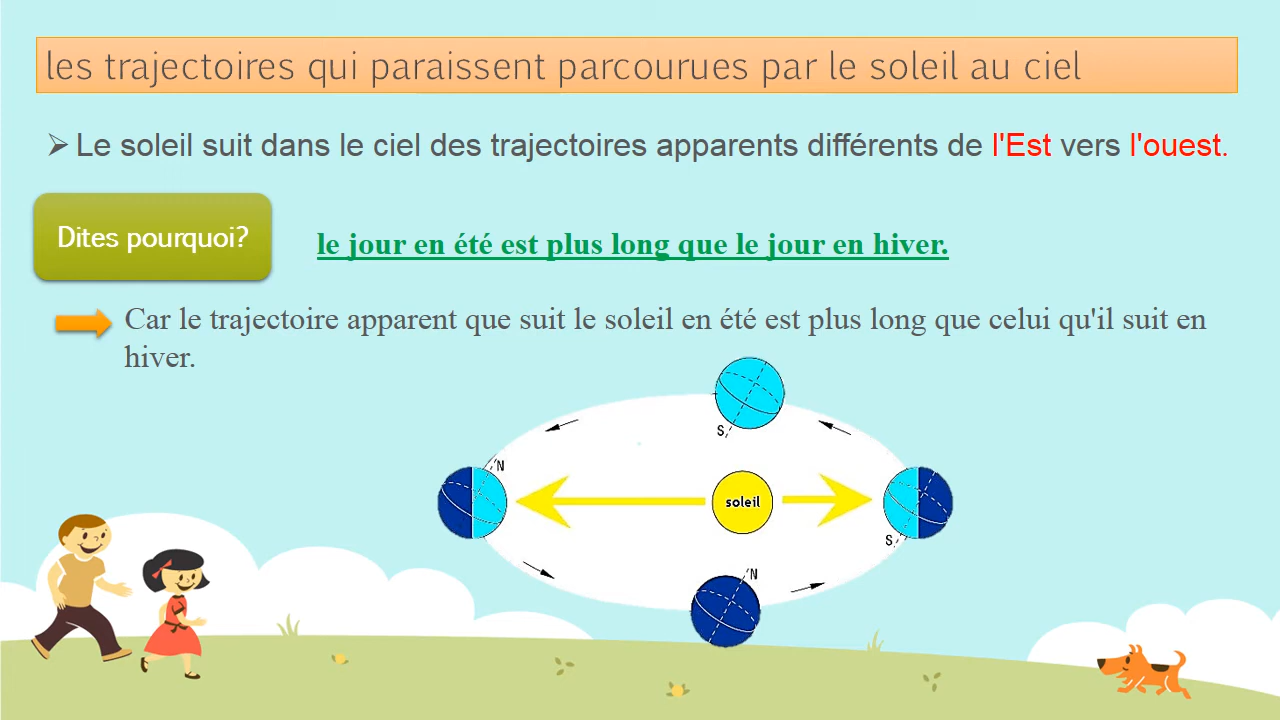 les trajectoires qui paraissent parcourues par le soleil au ciel
Le soleil suit dans le ciel des trajectoires apparents différents de l'Est vers l'ouest.
Dites pourquoi?
le jour en été est plus long que le jour en hiver.
Car le trajectoire apparent que suit le soleil en été est plus long que celui qu'il suit en
hiver.
S
N
soleil
S
N